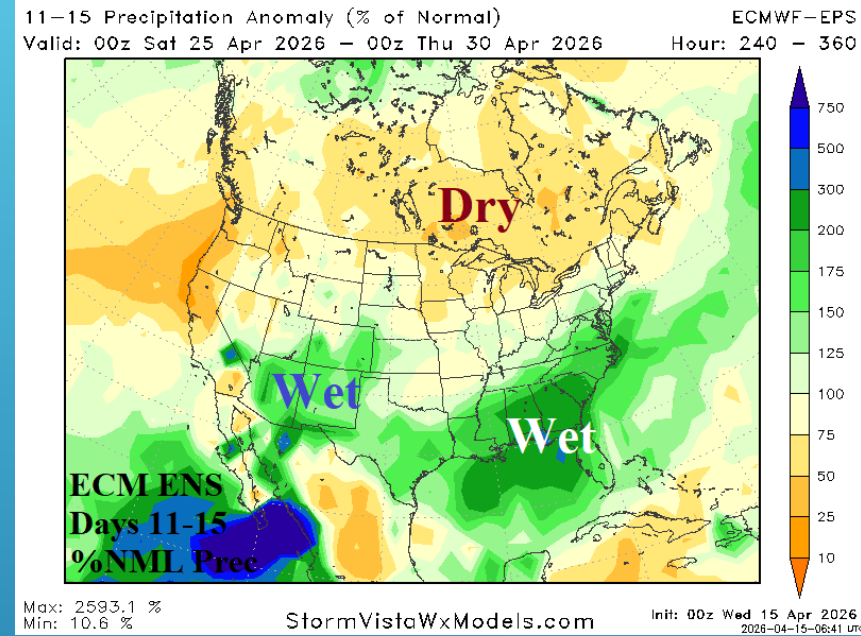 11-15 Precipitation Anomaly (% of Normal)
ECMWF-EPS
Valid: 00z Sat 25 Apr 2026 - 00z Thu 30 Apr 2026
Hour: 240 - 360
750
500
300
200
175
150
125
100
75
50
25
10
Dry
Wet
Wet
ECM ENS
Days 11-15
%NML Prec
Max: 2593.1 %
Min: 10.6 %
StormVistaWxModels.com
Init: 00z Wed 15 Apr 2026
2026-04-15-06:41 UTC